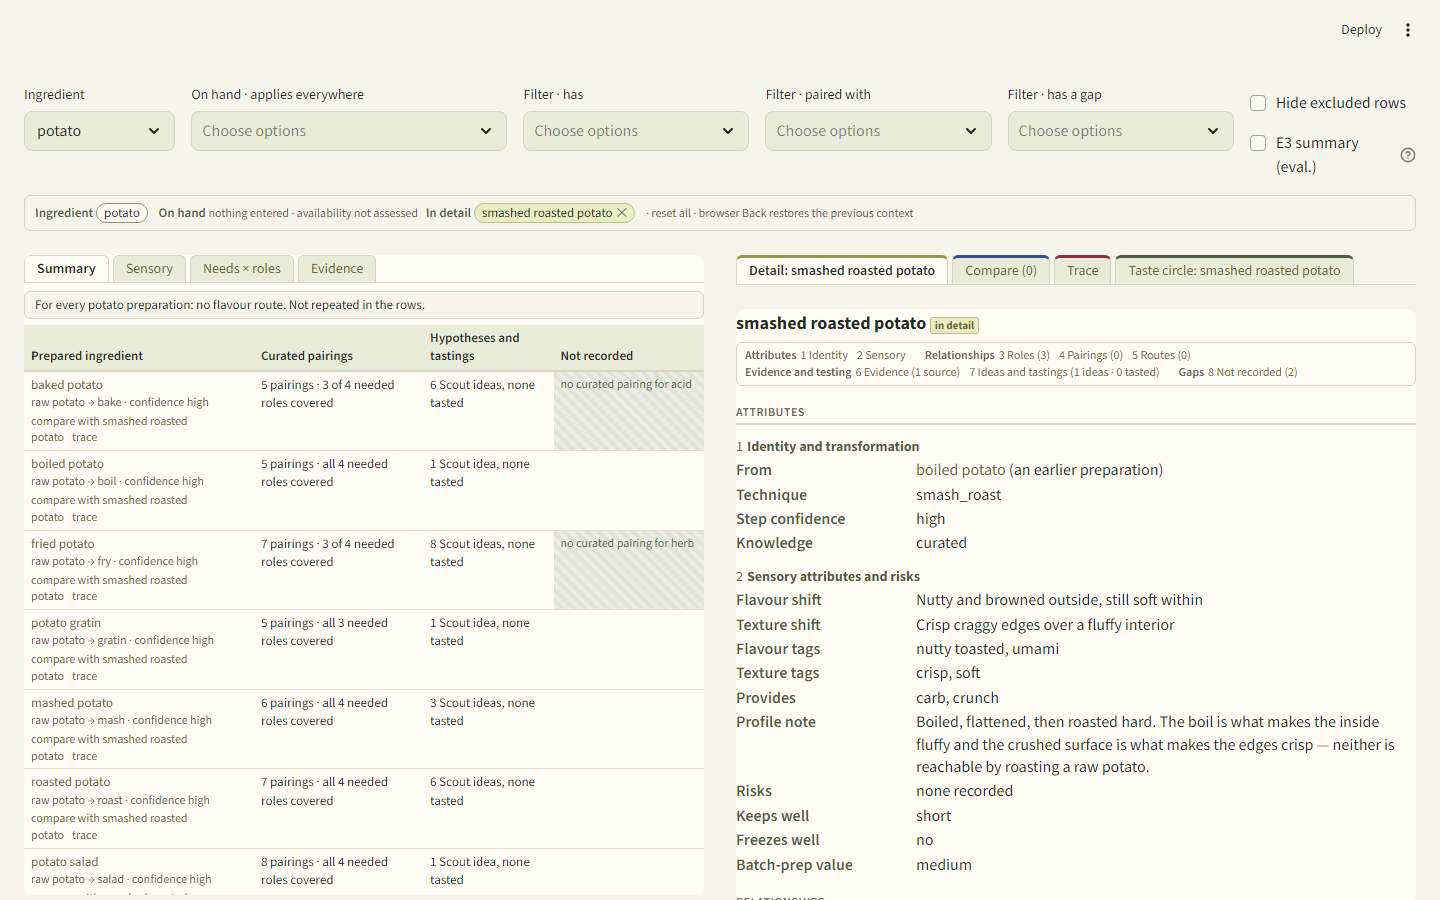 Deploy
Ingredient
On hand · applies everywhere
Filter · has
Filter · paired with
Filter · has a gap
potato
Choose options
Choose options
Choose options
Choose options
Hide excluded rows
E3 summary
(eval.)
Ingredient potato On hand nothing entered · availability not assessed In detail smashed roasted potato × · reset all · browser Back restores the previous context
Summary
Sensory
Needs × roles
Evidence
For every potato preparation: no flavour route. Not repeated in the rows.
Prepared ingredient
Curated pairings
Hypotheses and
tastings
Not recorded
baked potato
raw potato → bake · confidence high
compare with smashed roasted
potato trace
5 pairings · 3 of 4 needed
roles covered
6 Scout ideas, none
tasted
no curated pairing for acid
boiled potato
raw potato → boil · confidence high
compare with smashed roasted
potato trace
5 pairings · all 4 needed
roles covered
1 Scout idea, none
tasted
fried potato
raw potato → fry · confidence high
compare with smashed roasted
potato trace
7 pairings · 3 of 4 needed
roles covered
8 Scout ideas, none
tasted
no curated pairing for herb
potato gratin
raw potato → gratin · confidence high
compare with smashed roasted
potato trace
5 pairings · all 3 needed
roles covered
1 Scout idea, none
tasted
mashed potato
raw potato → mash · confidence high
compare with smashed roasted
potato trace
6 pairings · all 4 needed
roles covered
3 Scout ideas, none
tasted
roasted potato
raw potato → roast · confidence high
compare with smashed roasted
potato trace
7 pairings · all 4 needed
roles covered
6 Scout ideas, none
tasted
potato salad
raw potato → salad · confidence high
8 pairings · all 4 needed
roles covered
1 Scout idea, none
tasted
Detail: smashed roasted potato
Compare (0)
Trace
Taste circle: smashed roasted potato
smashed roasted potato in detail
Attributes 1 Identity 2 Sensory Relationships 3 Roles (3) 4 Pairings (0) 5 Routes (0)
Evidence and testing 6 Evidence (1 source) 7 Ideas and tastings (1 ideas · 0 tasted) Gaps 8 Not recorded (2)
ATTRIBUTES
1 Identity and transformation
From boiled potato (an earlier preparation)
Technique smash_roast
Step confidence high
Knowledge curated
2 Sensory attributes and risks
Flavour shift Nutty and browned outside, still soft within
Texture shift Crisp craggy edges over a fluffy interior
Flavour tags nutty toasted, umami
Texture tags crisp, soft
Provides carb, crunch
Profile note Boiled, flattened, then roasted hard. The boil is what makes the inside
fluffy and the crushed surface is what makes the edges crisp — neither is
reachable by roasting a raw potato.
Risks none recorded
Keeps well short
Freezes well no
Batch-prep value medium